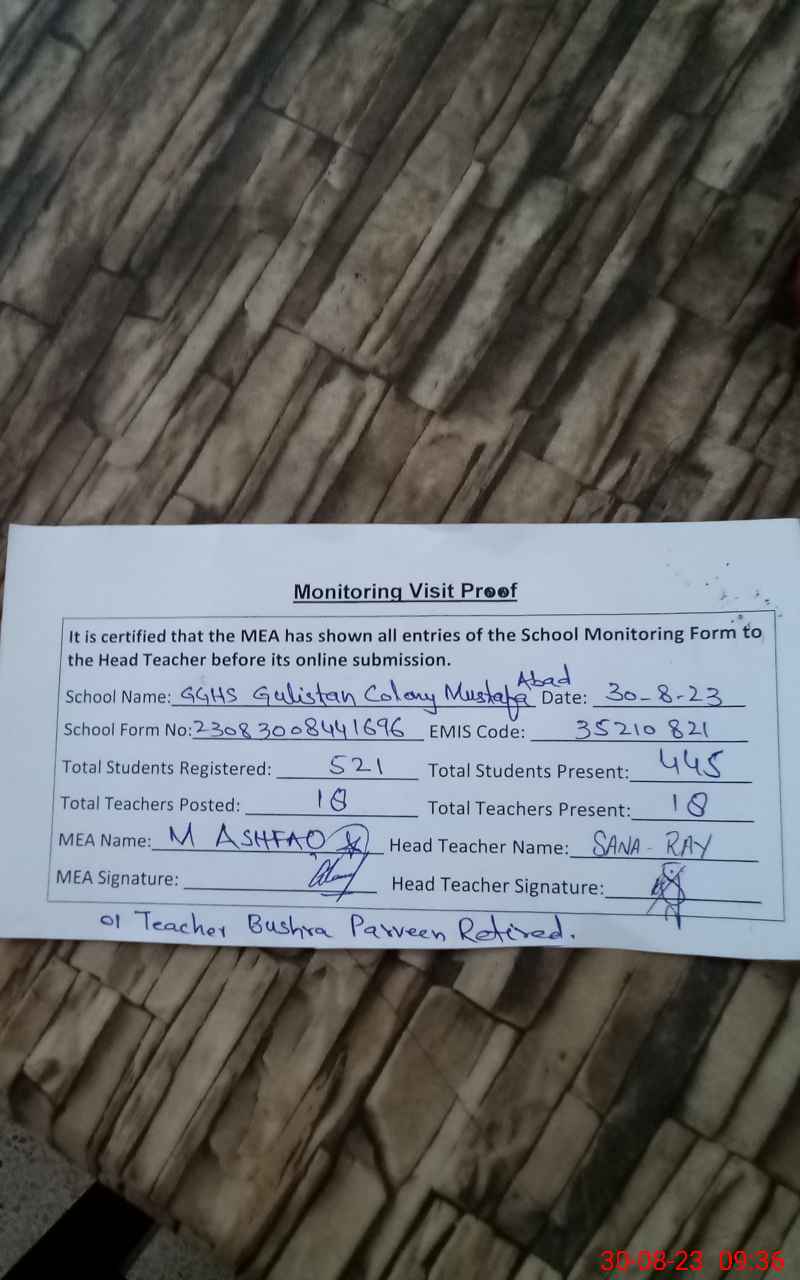 Monitoring Visit Proof
It is certified that the MEA has shown all entries of the School Monitoring Form to
the Head Teacher before its online submission.
School Name: GGHS Gulistan Colony Mustafa Abad Date: 30-8-23
School Form No: 23083008441696 EMIS Code: 35210821
Total Students Registered: 521 Total Students Present: 445
Total Teachers Posted: 18 Total Teachers Present: 18
MEA Name: M ASHFAQ Head Teacher Name: SANA-RAY
MEA Signature: Head Teacher Signature:
01 Teacher Bushra Parveen Retired.
30-08-23 09:36